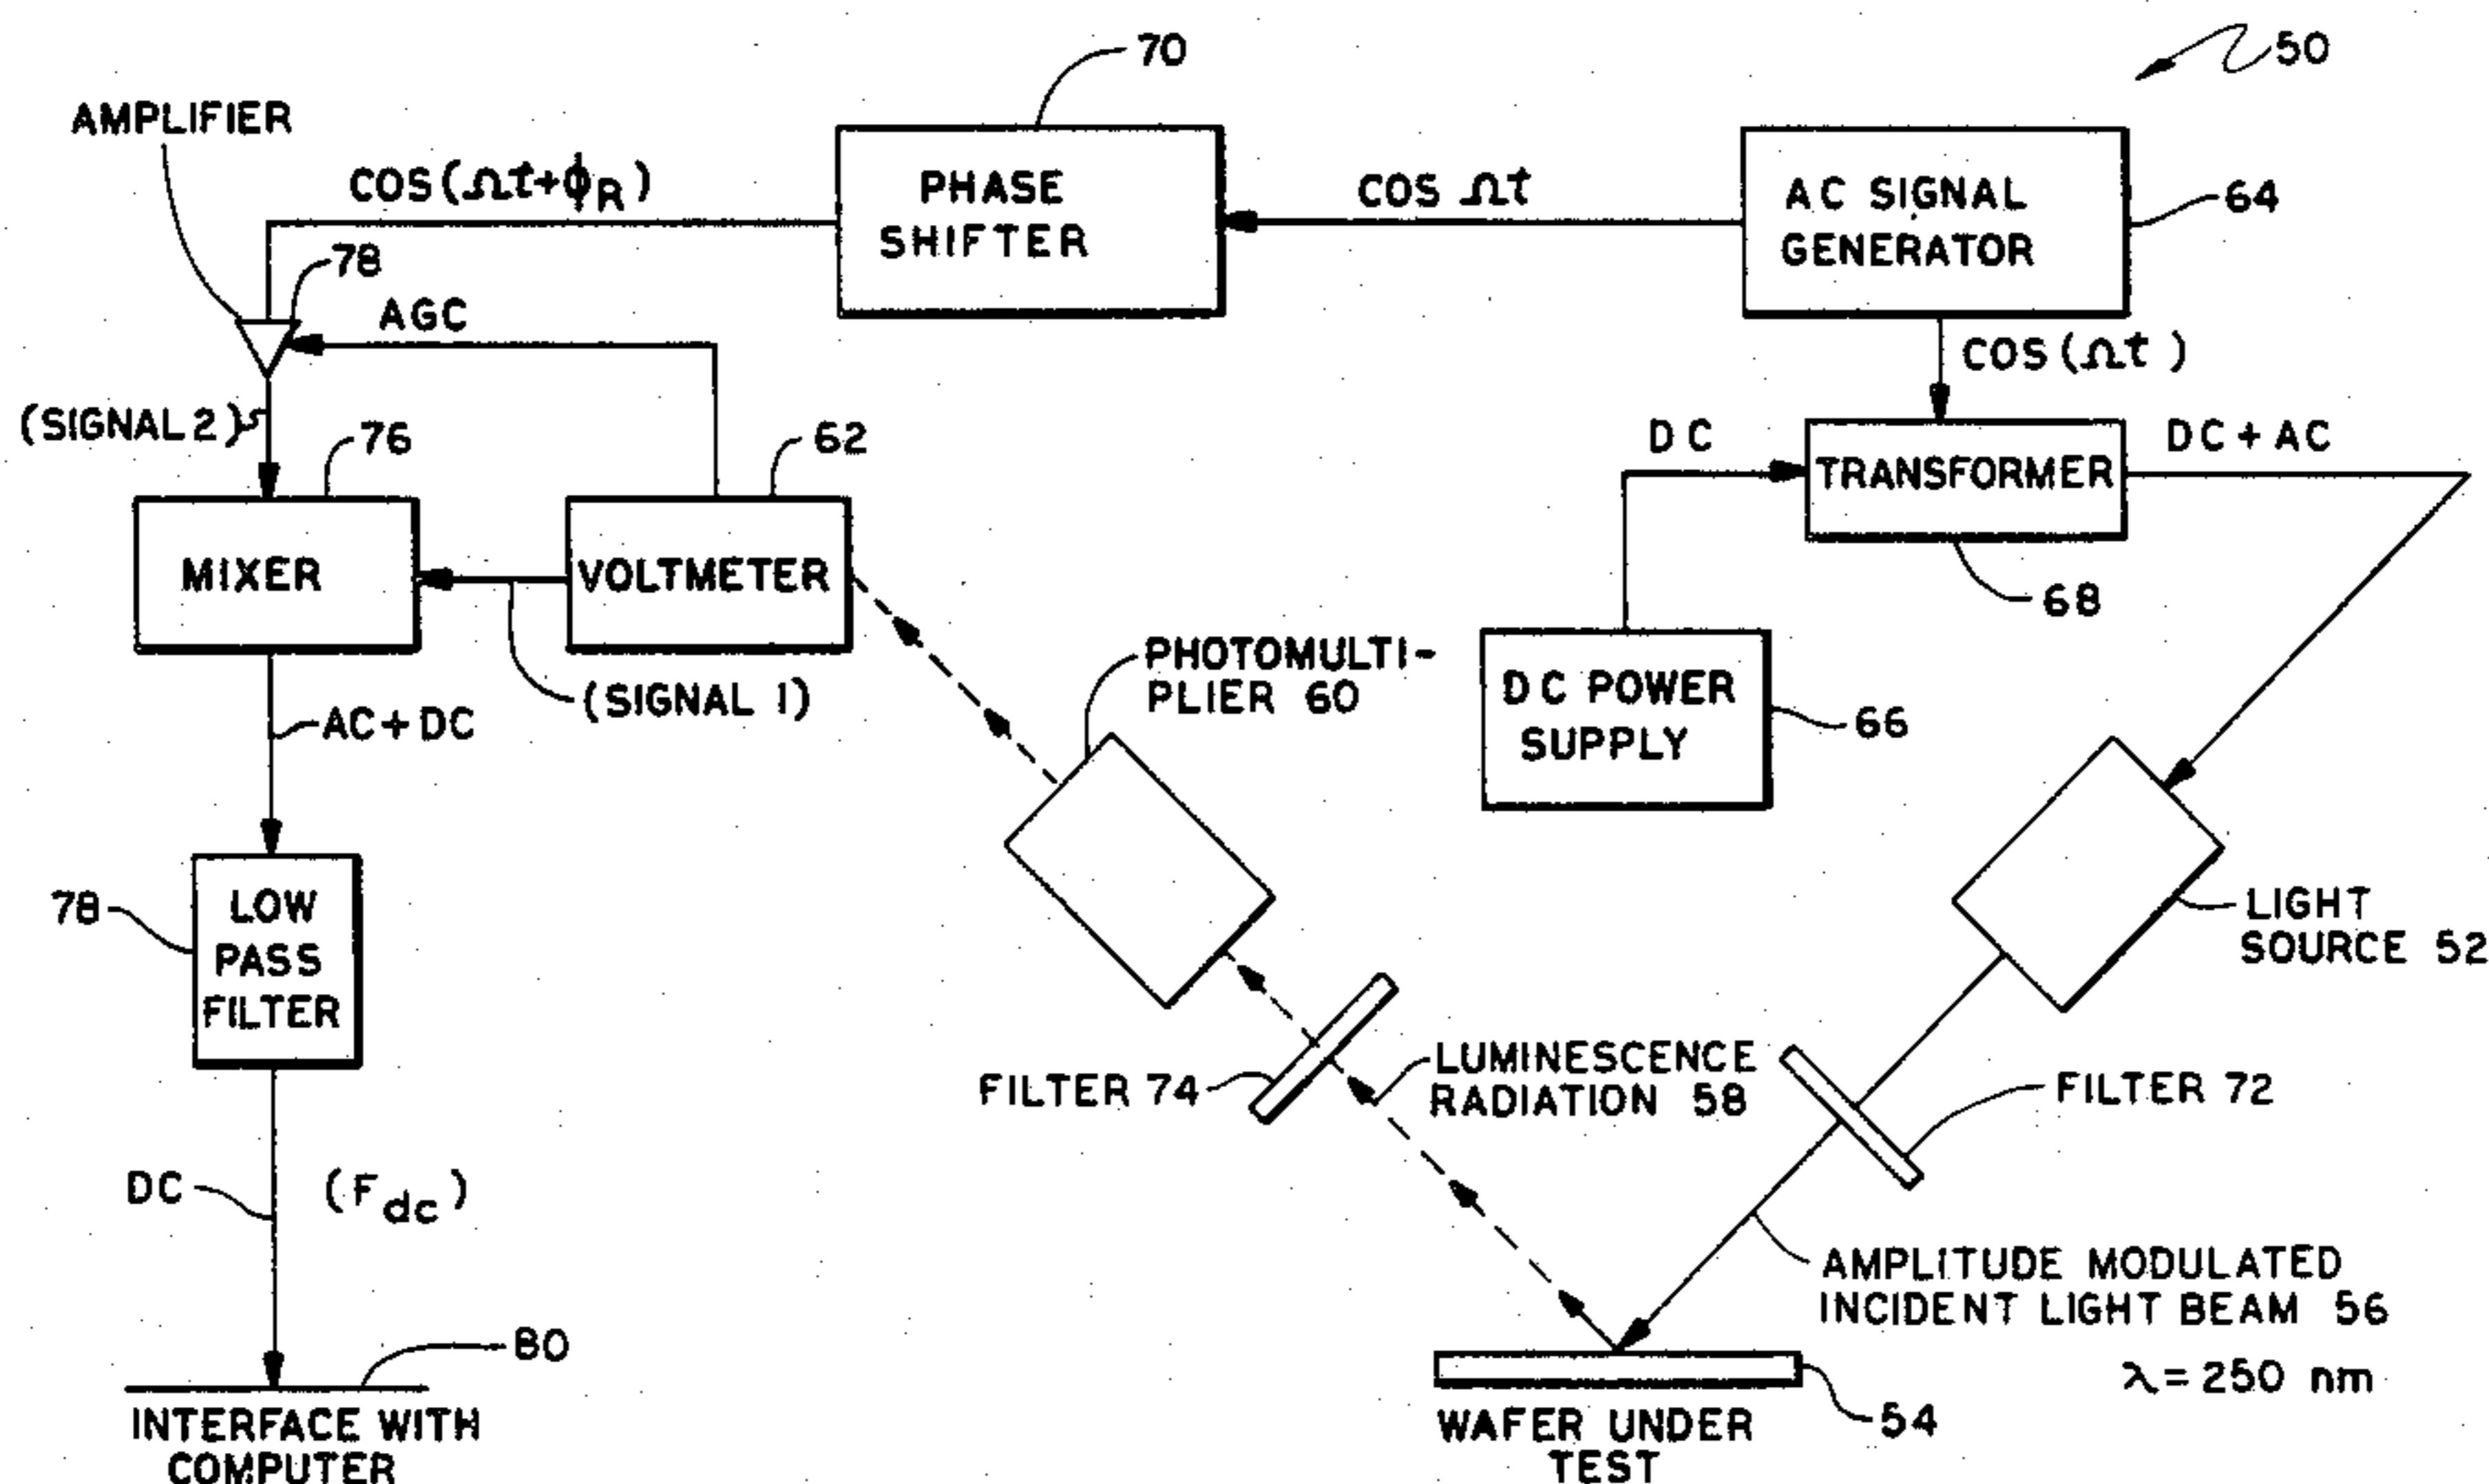 50
70
AMPLIFIER
COS(Ωt+ϕR)
PHASE
SHIFTER
COS Ωt
AC SIGNAL
GENERATOR
64
78
AGC
COS(Ωt)
(SIGNAL 2)
76
62
DC
TRANSFORMER
DC + AC
68
MIXER
VOLTMETER
(SIGNAL 1)
PHOTOMULTI-
PLIER 60
DC POWER
SUPPLY
66
AC+DC
78
LOW
PASS
FILTER
LIGHT
SOURCE 52
FILTER 74
LUMINESCENCE
RADIATION 58
FILTER 72
DC
(Fdc)
AMPLITUDE MODULATED
INCIDENT LIGHT BEAM 56
λ = 250 nm
80
INTERFACE WITH
COMPUTER
54
WAFER UNDER
TEST